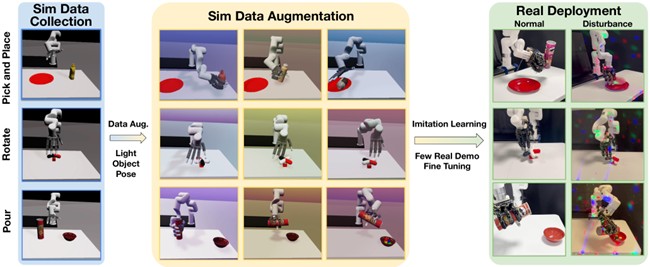 Sim Data
Collection
Sim Data Augmentation
Real Deployment
Normal
Disturbance
Pick and Place
Rotate
Pour
Data Aug.
Light
Object
Pose
Imitation Learning
Few Real Demo
Fine Tuning